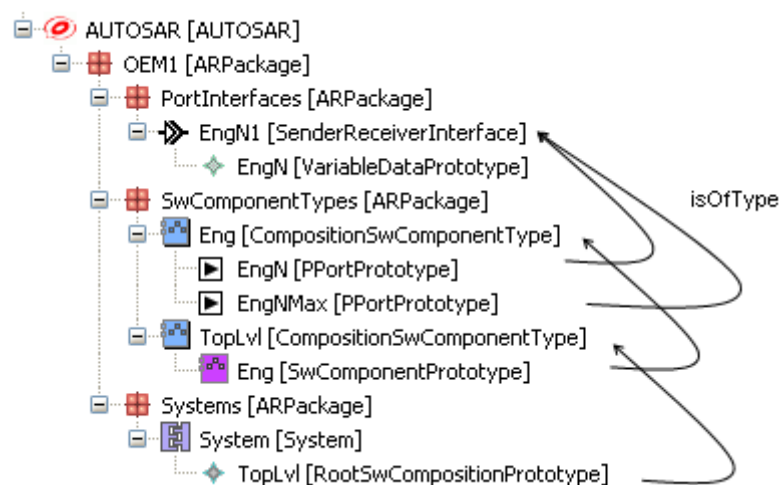 AUTOSAR [AUTOSAR]
OEM1 [ARPackage]
PortInterfaces [ARPackage]
EngN1 [SenderReceiverInterface]
EngN [VariableDataPrototype]
SwComponentTypes [ARPackage]
isOfType
Eng [CompositionSwComponentType]
EngN [PPortPrototype]
EngNMax [PPortPrototype]
TopLvl [CompositionSwComponentType]
Eng [SwComponentPrototype]
Systems [ARPackage]
System [System]
TopLvl [RootSwCompositionPrototype]